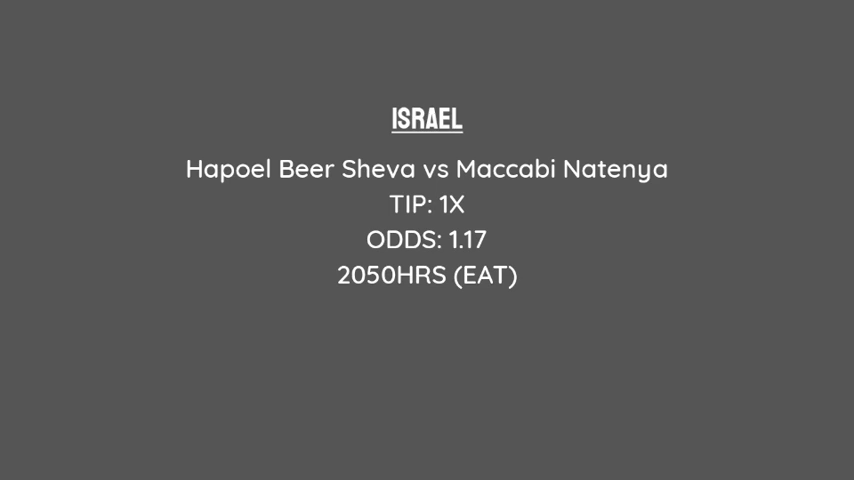 ISRAEL
Hapoel Beer Sheva vs Maccabi Natenya
TIP: 1X
ODDS: 1.17
2050HRS (EAT)